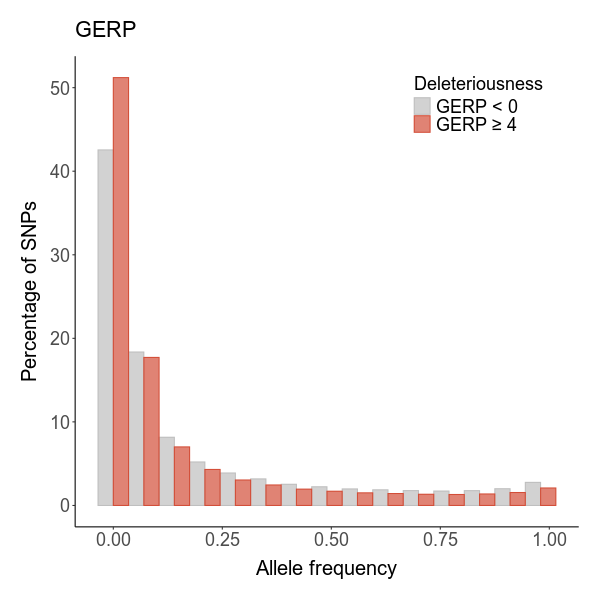 GERP
Deleteriousness
GERP < 0
GERP ≥ 4
Percentage of SNPs
50
40
30
20
10
0
0.00 0.25 0.50 0.75 1.00
Allele frequency